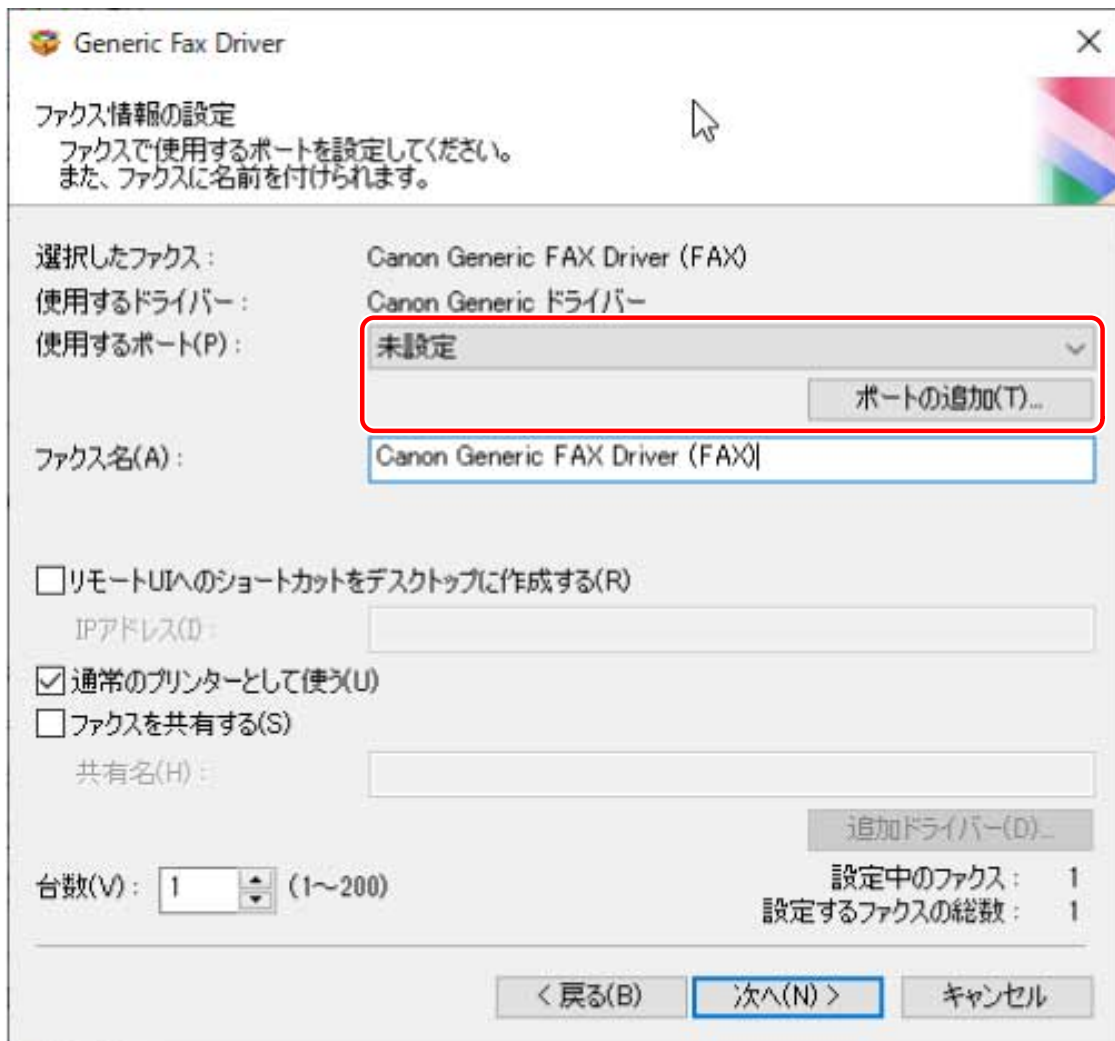 Generic Fax Driver
ファクス情報の設定
ファクスで使用するポートを設定してください。
また、ファクスに名前を付けられます。
選択したファクス : Canon Generic FAX Driver (FAX)
使用するドライバー : Canon Generic ドライバー
使用するポート(P) : 未設定
ポートの追加(T)...
ファクス名(A) : Canon Generic FAX Driver (FAX)
リモートUIへのショートカットをデスクトップに作成する(R)
IPアドレス(I) :
通常のプリンターとして使う(U)
ファクスを共有する(S)
共有名(H) :
追加ドライバー(D)...
台数(V) : 1 (1~200)
設定中のファクス : 1
設定するファクスの総数 : 1
< 戻る(B) 次へ(N) > キャンセル